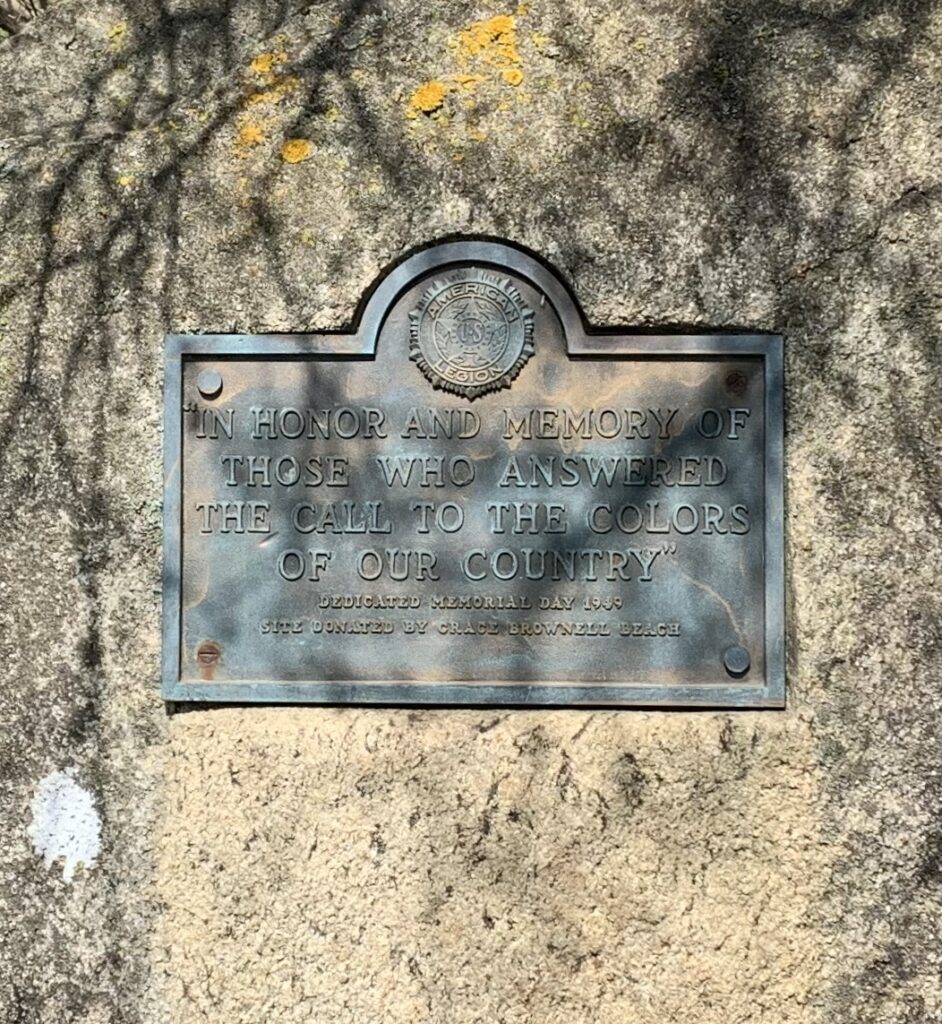 AMERICAN
U.S.
LEGION
"IN HONOR AND MEMORY OF
THOSE WHO ANSWERED
THE CALL TO THE COLORS
OF OUR COUNTRY"
DEDICATED MEMORIAL DAY 1949
SITE DONATED BY GRACE BROWNELL BEACH